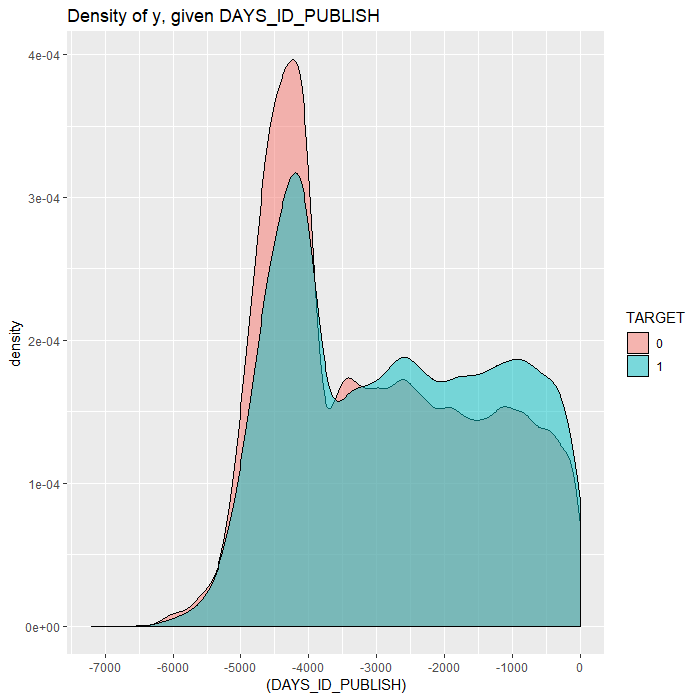 Density of y, given DAYS_ID_PUBLISH
4e-04
3e-04
2e-04
1e-04
0e+00
density
-7000 -6000 -5000 -4000 -3000 -2000 -1000 0
(DAYS_ID_PUBLISH)
TARGET
0
1